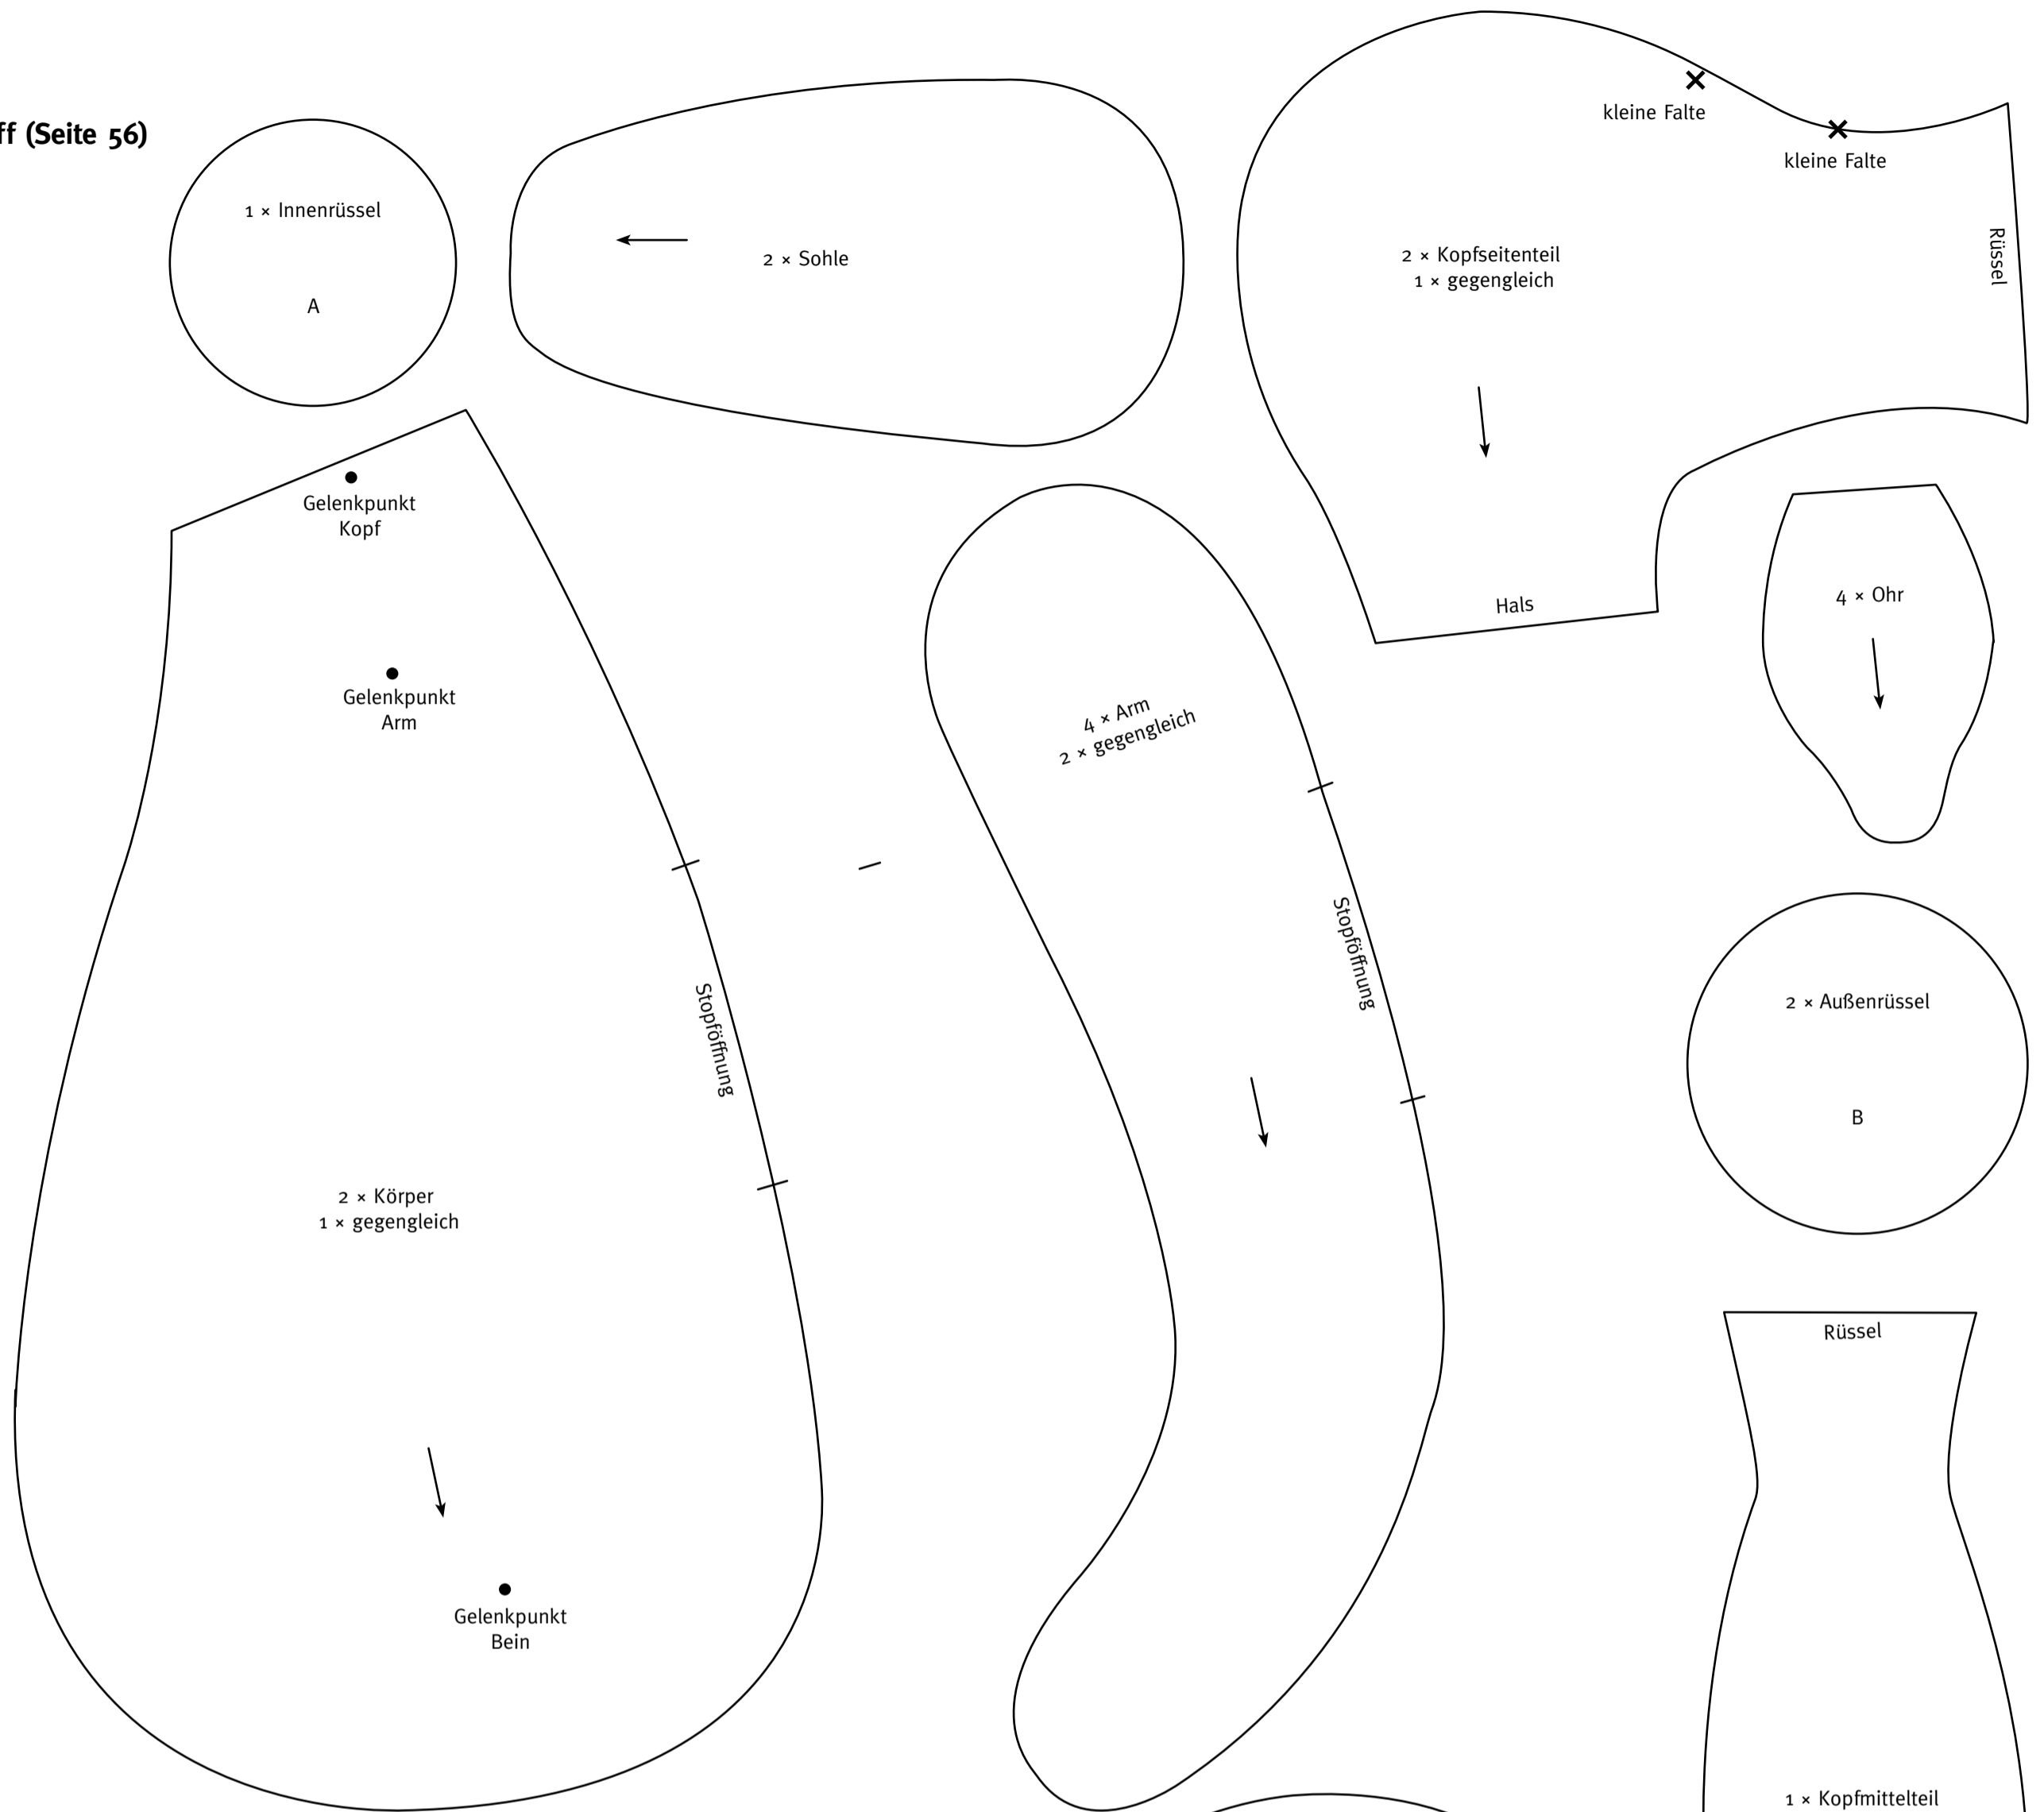 ff (Seite 56)
1 × Innenrüssel
A
2 × Sohle
kleine Falte
kleine Falte
2 × Kopfseitenteil
1 × gegengleich
Rüssel
Hals
Gelenkpunkt
Kopf
Gelenkpunkt
Arm
4 × Arm
2 × gegengleich
4 × Ohr
Stopföffnung
Stopföffnung
2 × Außenrüssel
B
2 × Körper
1 × gegengleich
Rüssel
Gelenkpunkt
Bein
1 × Kopfmittelteil